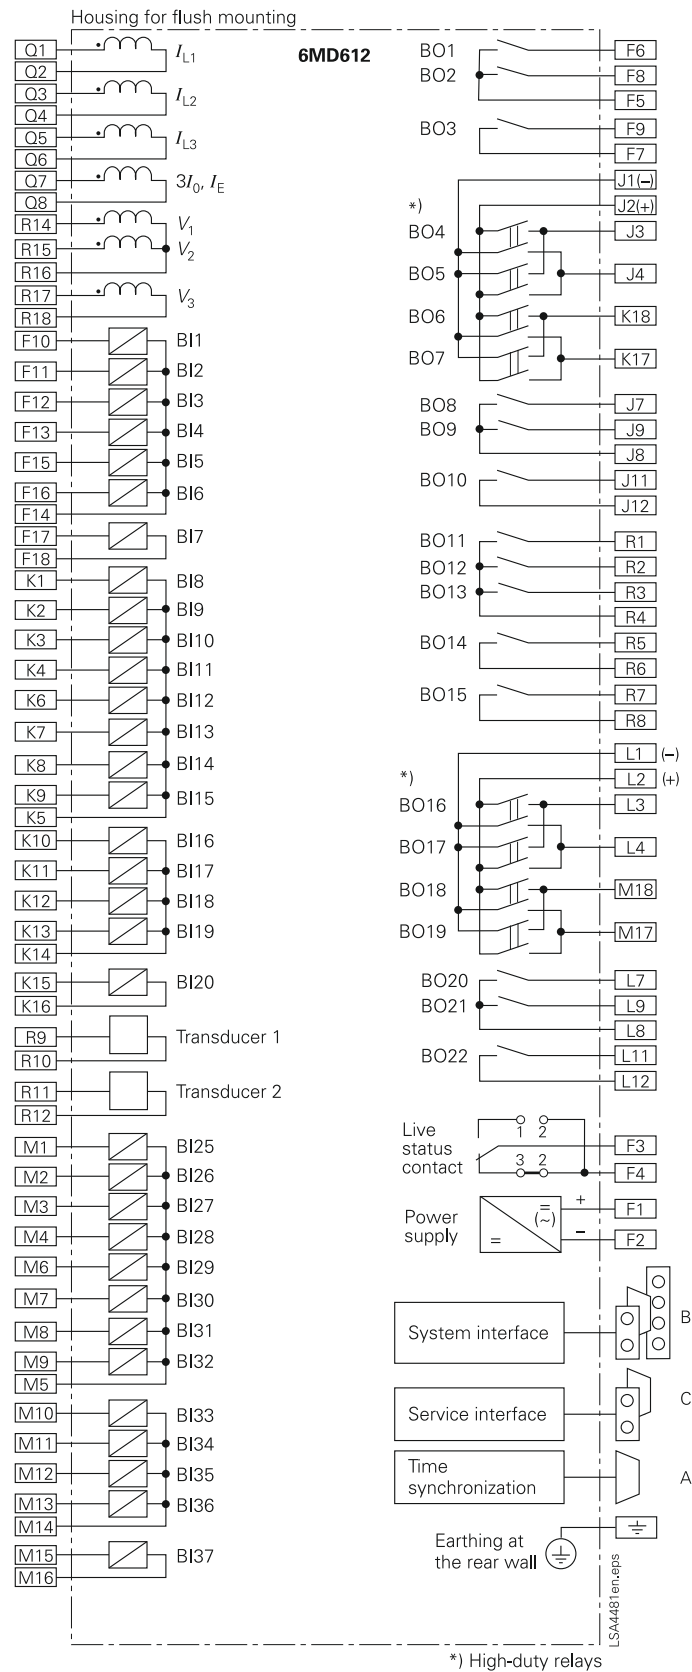 Housing for flush mounting
6MD612
Q1
I L1
Q2
Q3
I L2
Q4
Q5
I L3
Q6
Q7
3I0, IE
Q8
R14
V1
R15
V2
R16
R17
V3
R18
F10
BI1
F11
BI2
F12
BI3
F13
BI4
F15
BI5
F16
BI6
F14
F17
BI7
F18
K1
BI8
K2
BI9
K3
BI10
K4
BI11
K6
BI12
K7
BI13
K8
BI14
K9
BI15
K5
K10
BI16
K11
BI17
K12
BI18
K13
BI19
K14
K15
BI20
K16
R9
Transducer 1
R10
R11
Transducer 2
R12
M1
BI25
M2
BI26
M3
BI27
M4
BI28
M6
BI29
M7
BI30
M8
BI31
M9
BI32
M5
M10
BI33
M11
BI34
M12
BI35
M13
BI36
M14
M15
BI37
M16
BO1
F6
BO2
F8
F5
BO3
F9
F7
J1(–)
*)
J2(+)
BO4
J3
BO5
J4
BO6
K18
BO7
K17
BO8
J7
BO9
J9
J8
BO10
J11
J12
BO11
R1
BO12
R2
BO13
R3
R4
BO14
R5
R6
BO15
R7
R8
L1 (–)
*)
L2 (+)
BO16
L3
BO17
L4
BO18
M18
BO19
M17
BO20
L7
BO21
L9
L8
BO22
L11
L12
Live
status
contact
1 2
3 2
F3
F4
Power
supply
=
=
(~)
+
–
F1
F2
System interface
B
Service interface
C
Time
synchronization
A
Earthing at
the rear wall
LSA4481en.eps
*) High-duty relays